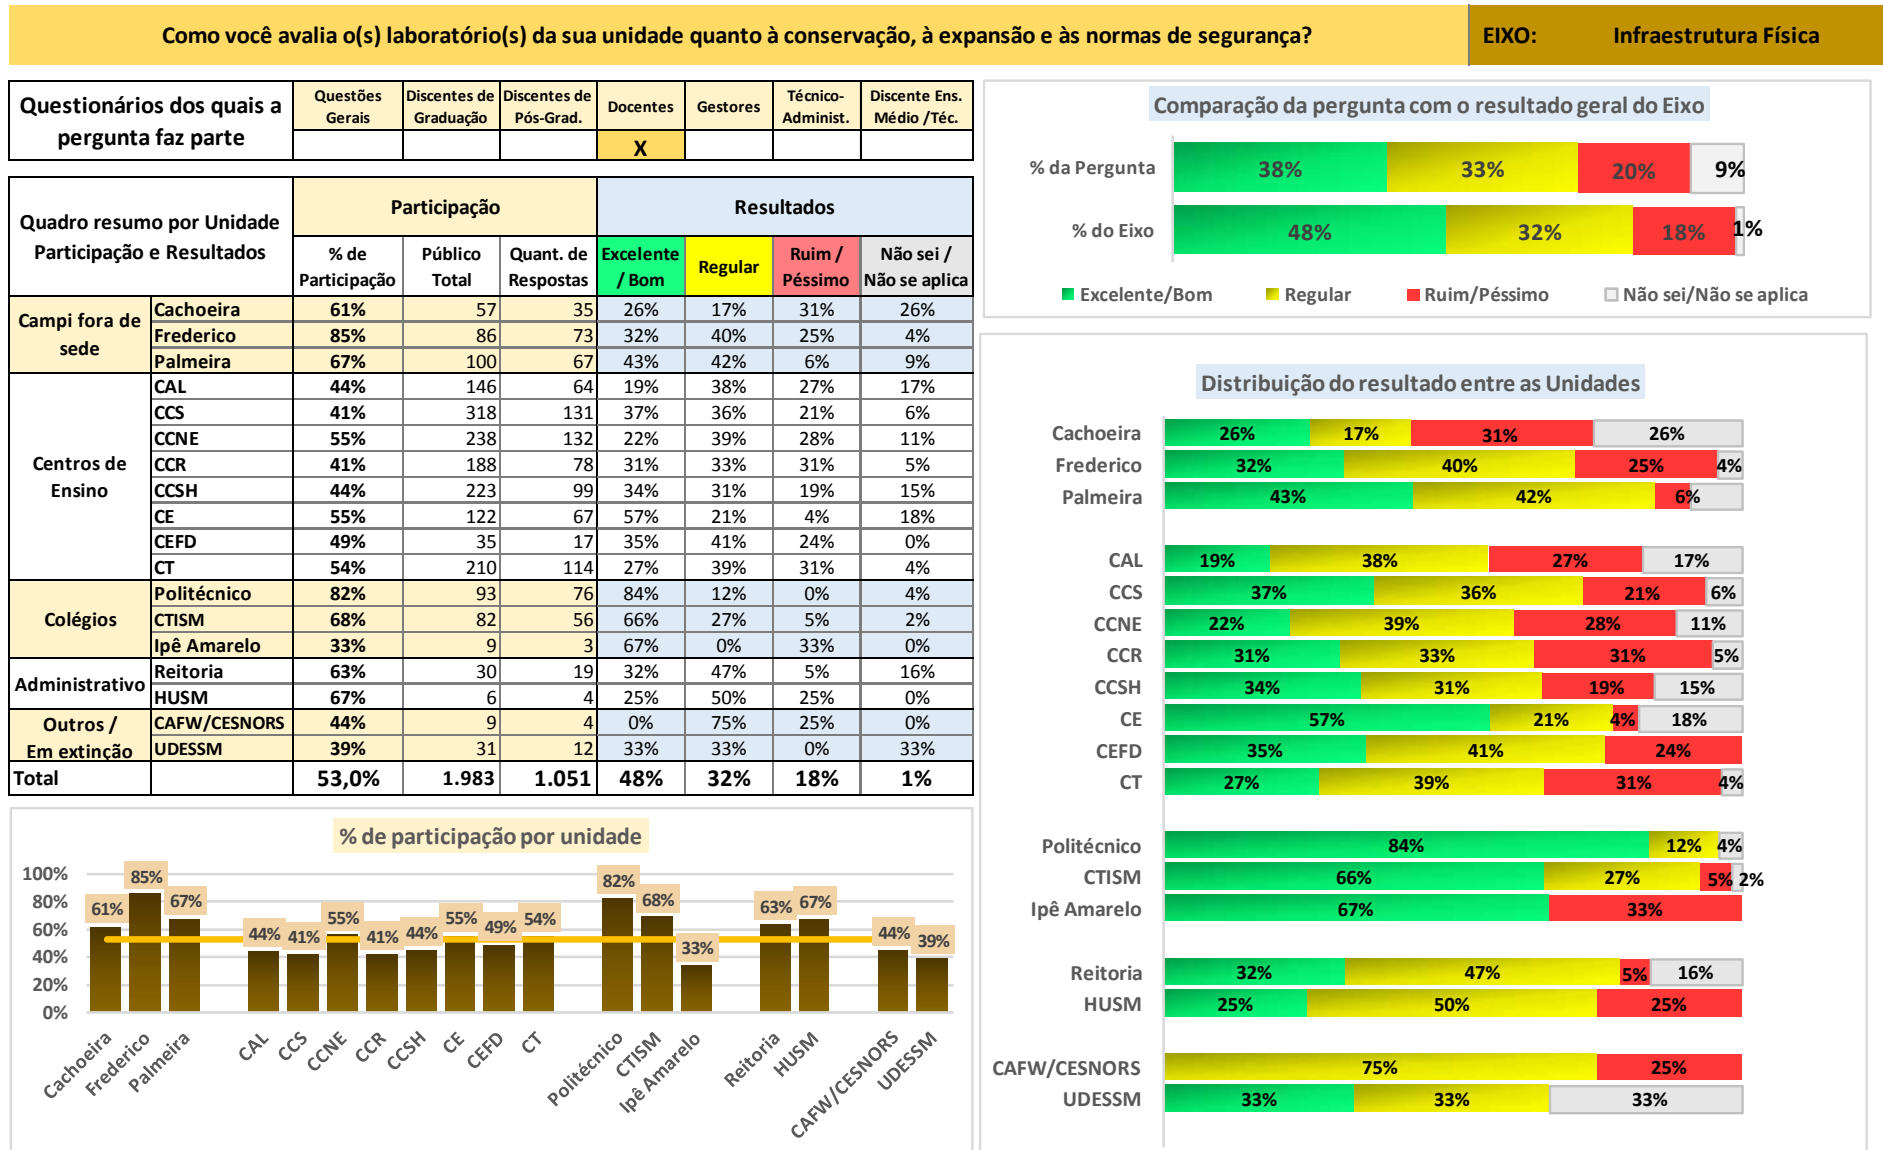 Como você avalia o(s) laboratório(s) da sua unidade quanto à conservação, à expansão e às normas de segurança? EIXO: Infraestrutura Física
Questionários dos quais a pergunta faz parte
Questões Gerais Discentes de Graduação Discentes de Pós-Grad. Docentes Gestores Técnico-Administ. Discente Ens. Médio /Téc.
X
Quadro resumo por Unidade
Participação e Resultados
Participação Resultados
% de Participação Público Total Quant. de Respostas Excelente / Bom Regular Ruim / Péssimo Não sei / Não se aplica
Campi fora de sede
Cachoeira 61% 57 35 26% 17% 31% 26%
Frederico 85% 86 73 32% 40% 25% 4%
Palmeira 67% 100 67 43% 42% 6% 9%
Centros de Ensino
CAL 44% 146 64 19% 38% 27% 17%
CCS 41% 318 131 37% 36% 21% 6%
CCNE 55% 238 132 22% 39% 28% 11%
CCR 41% 188 78 31% 33% 31% 5%
CCSH 44% 223 99 34% 31% 19% 15%
CE 55% 122 67 57% 21% 4% 18%
CEFD 49% 35 17 35% 41% 24% 0%
CT 54% 210 114 27% 39% 31% 4%
Colégios
Politécnico 82% 93 76 84% 12% 0% 4%
CTISM 68% 82 56 66% 27% 5% 2%
Ipê Amarelo 33% 9 3 67% 0% 33% 0%
Administrativo
Reitoria 63% 30 19 32% 47% 5% 16%
HUSM 67% 6 4 25% 50% 25% 0%
Outros / Em extinção
CAFW/CESNORS 44% 9 4 0% 75% 25% 0%
UDESSM 39% 31 12 33% 33% 0% 33%
Total 53,0% 1.983 1.051 48% 32% 18% 1%
% de participação por unidade
100%
80%
60%
40%
20%
0%
61% 85% 67% 44% 41% 55% 41% 44% 55% 49% 54% 82% 68% 33% 63% 67% 44% 39%
Cachoeira Frederico Palmeira CAL CCS CCNE CCR CCSH CE CEFD CT Politécnico CTISM Ipê Amarelo Reitoria HUSM CAFW/CESNORS UDESSM
Comparação da pergunta com o resultado geral do Eixo
% da Pergunta 38% 33% 20% 9%
% do Eixo 48% 32% 18% 1%
Excelente/Bom Regular Ruim/Péssimo Não sei/Não se aplica
Distribuição do resultado entre as Unidades
Cachoeira 26% 17% 31% 26%
Frederico 32% 40% 25% 4%
Palmeira 43% 42% 6%
CAL 19% 38% 27% 17%
CCS 37% 36% 21% 6%
CCNE 22% 39% 28% 11%
CCR 31% 33% 31% 5%
CCSH 34% 31% 19% 15%
CE 57% 21% 4% 18%
CEFD 35% 41% 24%
CT 27% 39% 31% 4%
Politécnico 84% 12% 4%
CTISM 66% 27% 5% 2%
Ipê Amarelo 67% 33%
Reitoria 32% 47% 5% 16%
HUSM 25% 50% 25%
CAFW/CESNORS 75% 25%
UDESSM 33% 33% 33%